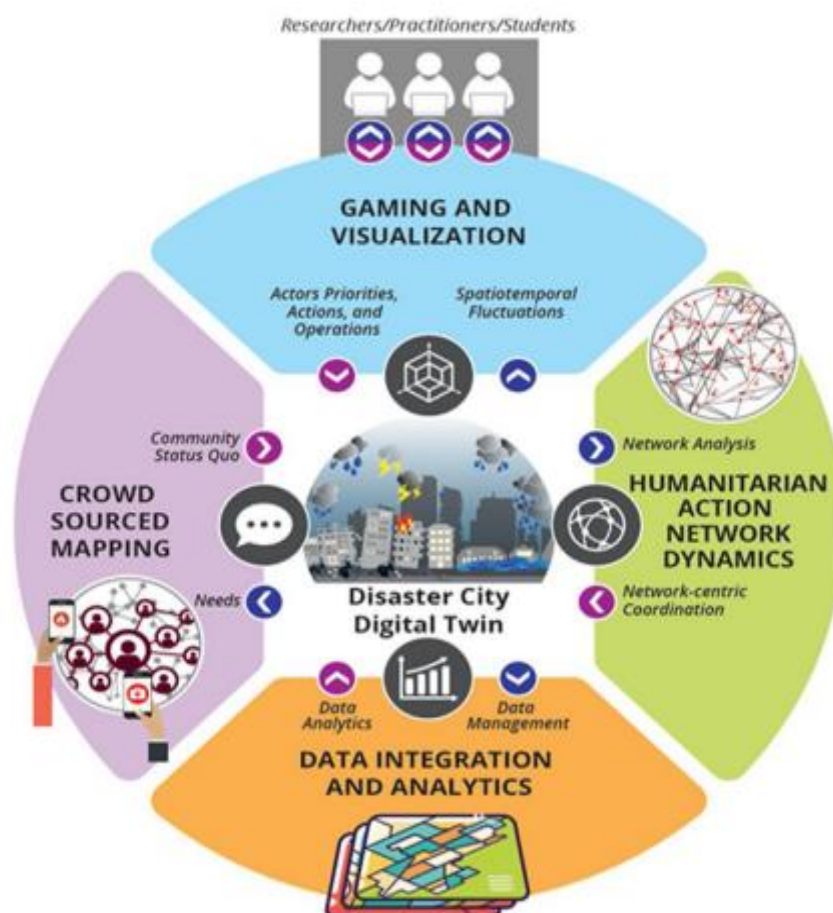 Researchers/Practitioners/Students
GAMING AND
VISUALIZATION
Actors Priorities,
Actions, and
Operations
Spatiotemporal
Fluctuations
Community
Status Quo
Network Analysis
CROWD
SOURCED
MAPPING
HUMANITARIAN
ACTION
NETWORK
DYNAMICS
Needs
Disaster City
Digital Twin
Network-centric
Coordination
Data
Analytics
Data
Management
DATA INTEGRATION
AND ANALYTICS